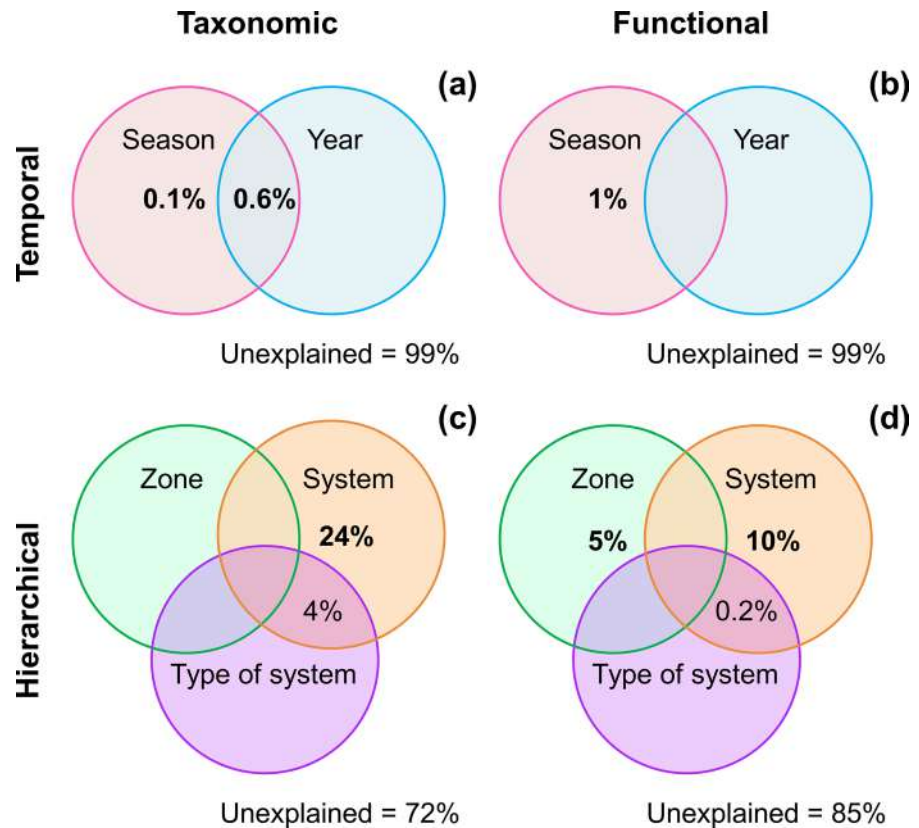 Taxonomic
Functional
Temporal
(a)
Season
Year
0.1%
0.6%
Unexplained = 99%
(b)
Season
Year
1%
Unexplained = 99%
Hierarchical
(c)
Zone
System
24%
4%
Type of system
Unexplained = 72%
(d)
Zone
System
5%
10%
0.2%
Type of system
Unexplained = 85%